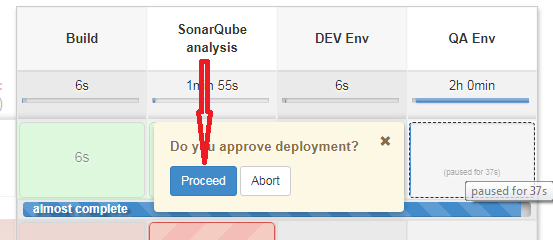 Build
SonarQube
analysis
DEV Env
QA Env
6s
1min 55s
6s
2h 0min
Do you approve deployment?
6s
Proceed
Abort
(paused for 37s)
paused for 37s
almost complete